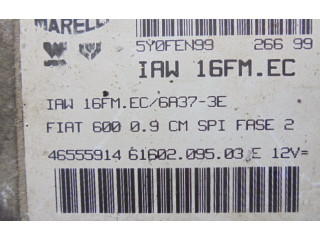 MARELLI
5Y0FEN99 266 99
IAW 16FM.EC
IAW 16FM.EC/6A37-3E
FIAT 600 0.9 CM SPI FASE 2
46555914 61602.095.03 E 12V=